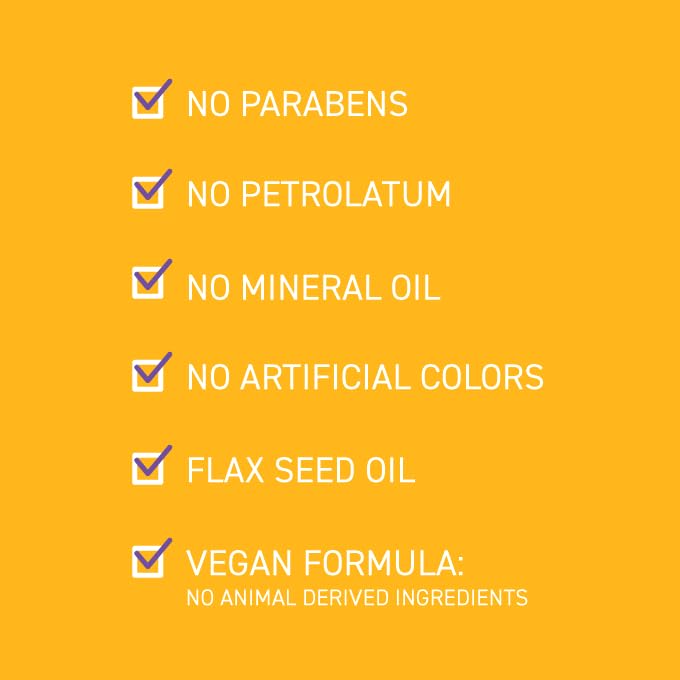 NO PARABENS
NO PETROLATUM
NO MINERAL OIL
NO ARTIFICIAL COLORS
FLAX SEED OIL
VEGAN FORMULA:
NO ANIMAL DERIVED INGREDIENTS